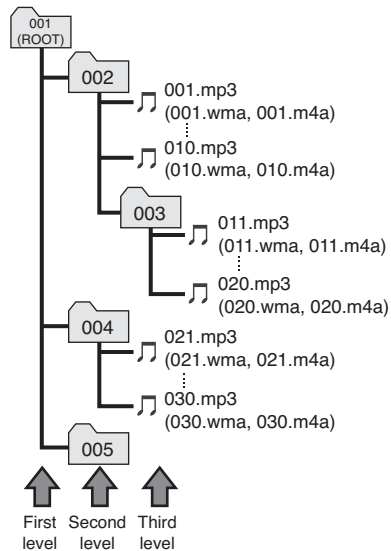 001
(ROOT)
002
001.mp3
(001.wma, 001.m4a)
010.mp3
(010.wma, 010.m4a)
003
011.mp3
(011.wma, 011.m4a)
020.mp3
(020.wma, 020.m4a)
004
021.mp3
(021.wma, 021.m4a)
030.mp3
(030.wma, 030.m4a)
005
First level
Second level
Third level